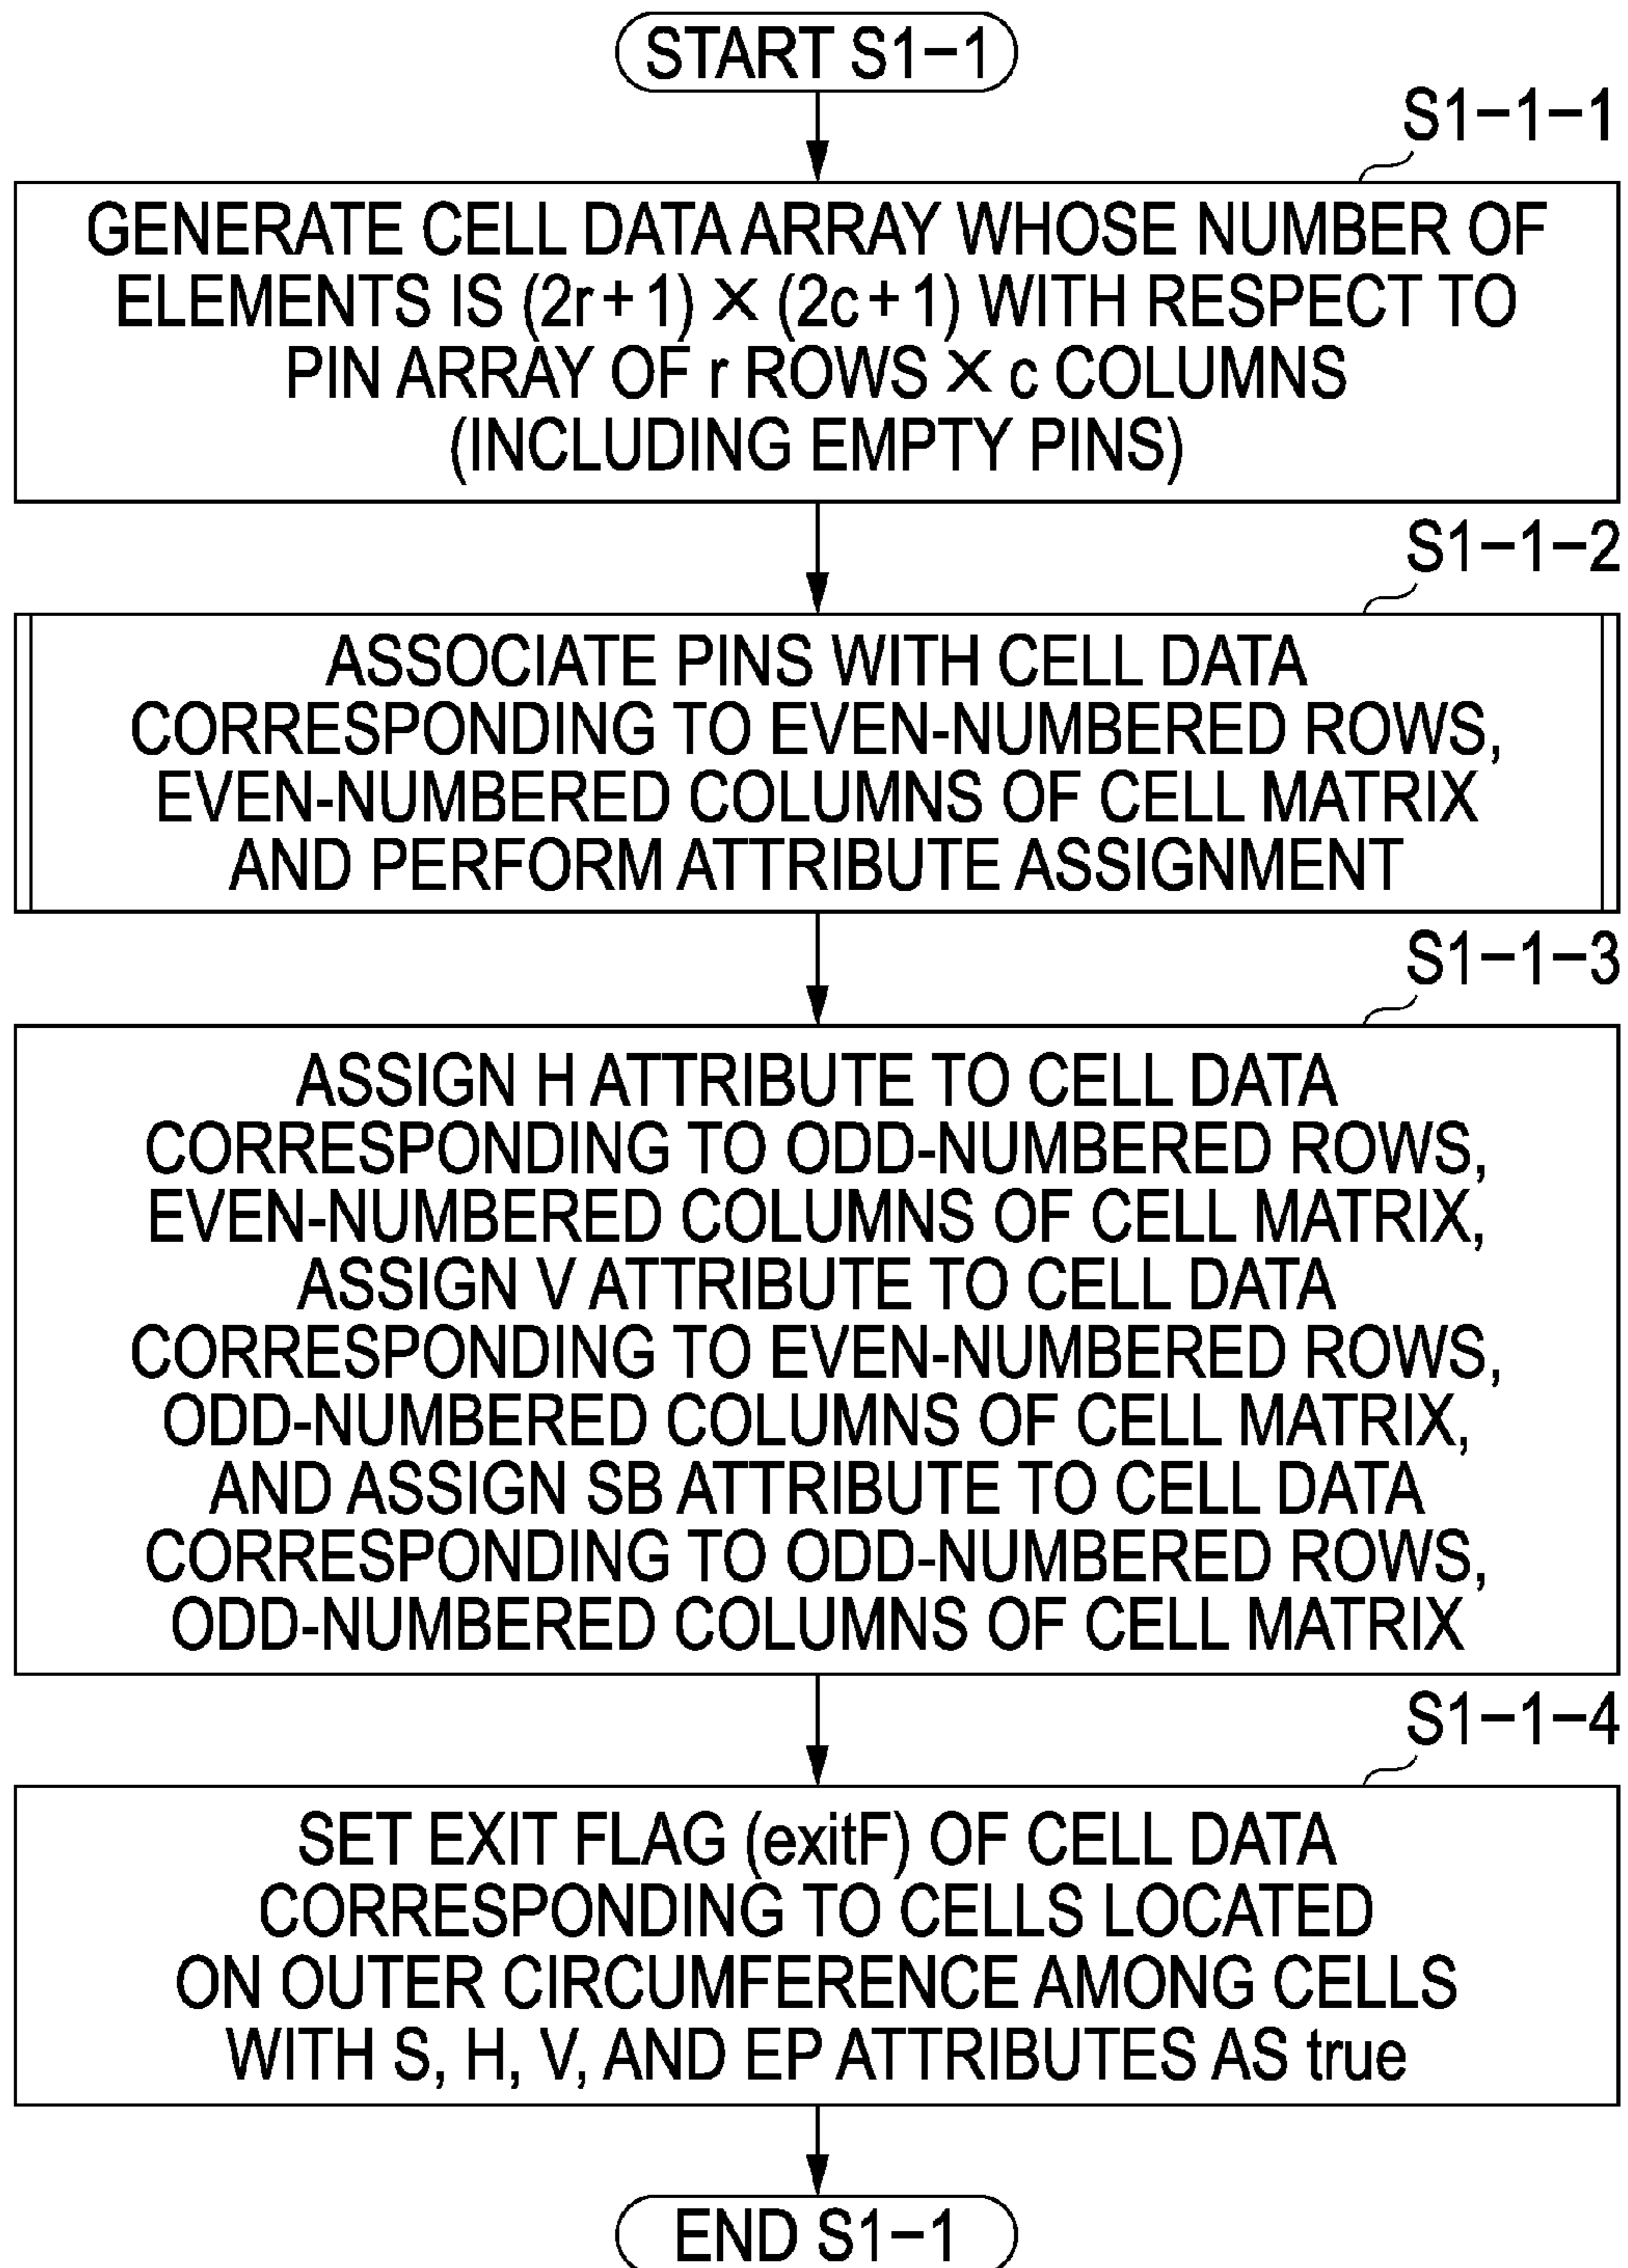 START S1-1
S1-1-1
GENERATE CELL DATA ARRAY WHOSE NUMBER OF
ELEMENTS IS (2r+1) × (2c+1) WITH RESPECT TO
PIN ARRAY OF r ROWS × c COLUMNS
(INCLUDING EMPTY PINS)
S1-1-2
ASSOCIATE PINS WITH CELL DATA
CORRESPONDING TO EVEN-NUMBERED ROWS,
EVEN-NUMBERED COLUMNS OF CELL MATRIX
AND PERFORM ATTRIBUTE ASSIGNMENT
S1-1-3
ASSIGN H ATTRIBUTE TO CELL DATA
CORRESPONDING TO ODD-NUMBERED ROWS,
EVEN-NUMBERED COLUMNS OF CELL MATRIX,
ASSIGN V ATTRIBUTE TO CELL DATA
CORRESPONDING TO EVEN-NUMBERED ROWS,
ODD-NUMBERED COLUMNS OF CELL MATRIX,
AND ASSIGN SB ATTRIBUTE TO CELL DATA
CORRESPONDING TO ODD-NUMBERED ROWS,
ODD-NUMBERED COLUMNS OF CELL MATRIX
S1-1-4
SET EXIT FLAG (exitF) OF CELL DATA
CORRESPONDING TO CELLS LOCATED
ON OUTER CIRCUMFERENCE AMONG CELLS
WITH S, H, V, AND EP ATTRIBUTES AS true
END S1-1